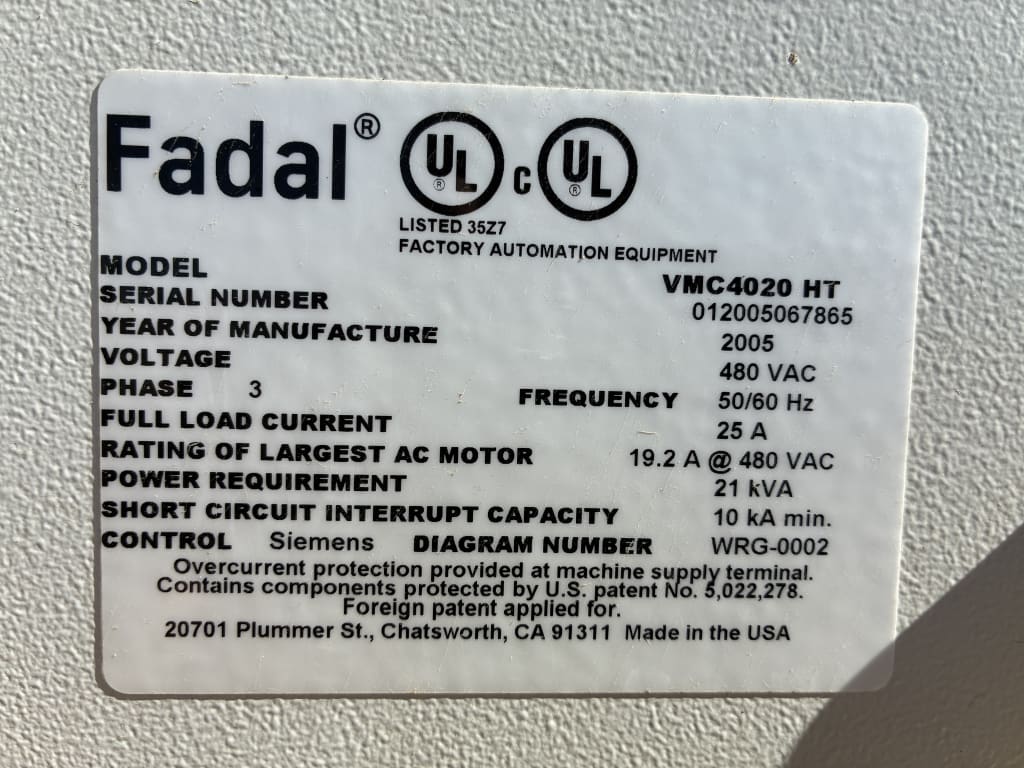 Fadal® UL® c UL®
LISTED 35Z7
FACTORY AUTOMATION EQUIPMENT
MODEL VMC4020 HT
SERIAL NUMBER 012005067865
YEAR OF MANUFACTURE 2005
VOLTAGE 480 VAC
PHASE 3 FREQUENCY 50/60 Hz
FULL LOAD CURRENT 25 A
RATING OF LARGEST AC MOTOR 19.2 A @ 480 VAC
POWER REQUIREMENT 21 kVA
SHORT CIRCUIT INTERRUPT CAPACITY 10 kA min.
CONTROL Siemens DIAGRAM NUMBER WRG-0002
Overcurrent protection provided at machine supply terminal.
Contains components protected by U.S. patent No. 5,022,278.
Foreign patent applied for.
20701 Plummer St., Chatsworth, CA 91311 Made in the USA